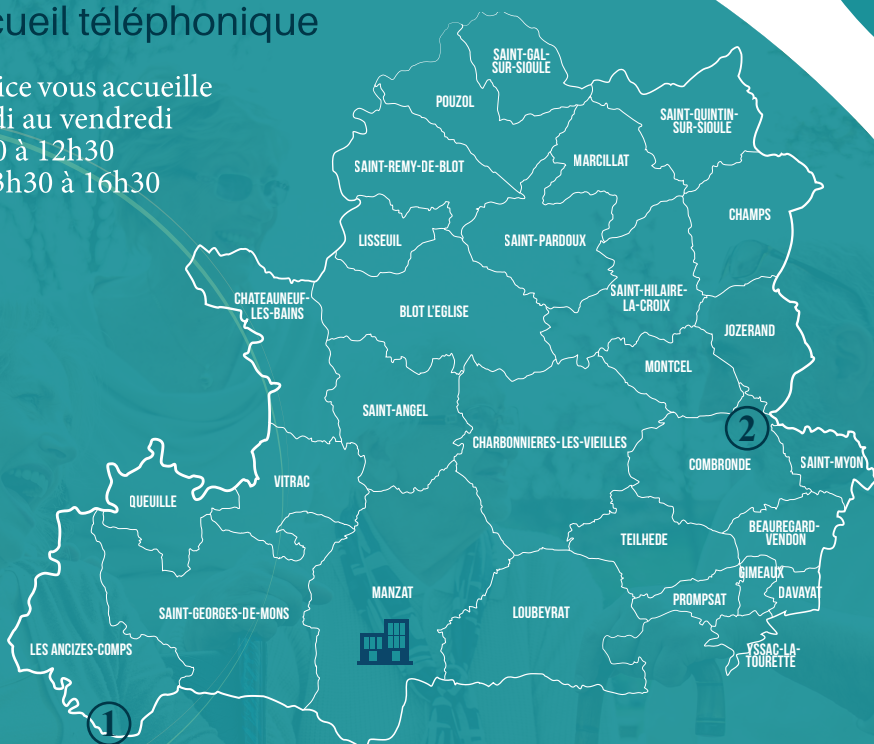 cueil téléphonique
ice vous accueille
di au vendredi
0 à 12h30
3h30 à 16h30
SAINT-GAL-
SUR-SIOULE
POUZOL
SAINT-QUINTIN-
SUR-SIOULE
SAINT-REMY-DE-BLOT
MARCILLAT
CHAMPS
LISSEUIL
SAINT-PARDOUX
CHATEAUNEUF-
LES-BAINS
SAINT-HILAIRE-
LA-CROIX
BLOT L'EGLISE
JOZERAND
MONTCEL
SAINT-ANGEL
2
CHARBONNIERES-LES-VIEILLES
COMBRONDE
SAINT-MYON
VITRAC
QUEUILLE
BEAUREGARD-
VENDON
TEILHEDE
GIMEAUX
MANZAT
DAVAYAT
PROMPSAT
SAINT-GEORGES-DE-MONS
LOUBEYRAT
LES ANCIZES-COMPS
YSSAC-LA-
TOURETTE
1